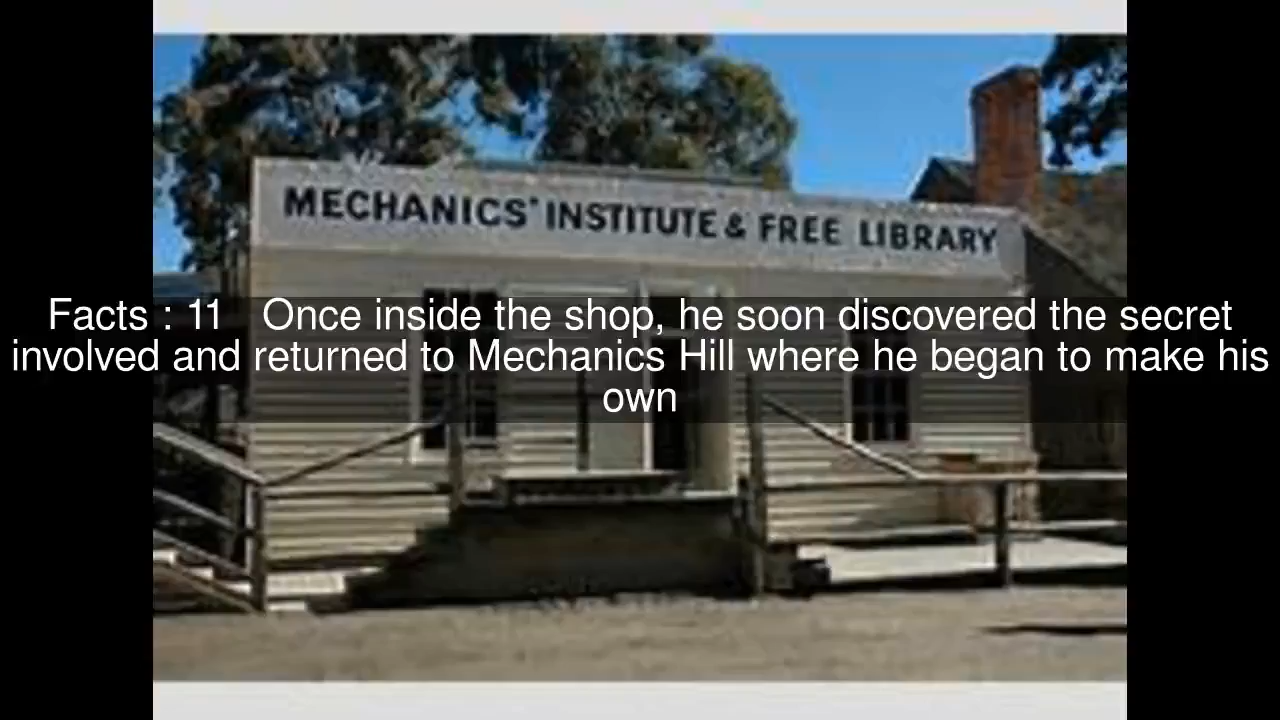 MECHANICS' INSTITUTE & FREE LIBRARY
Facts : 11 Once inside the shop, he soon discovered the secret
involved and returned to Mechanics Hill where he began to make his
own